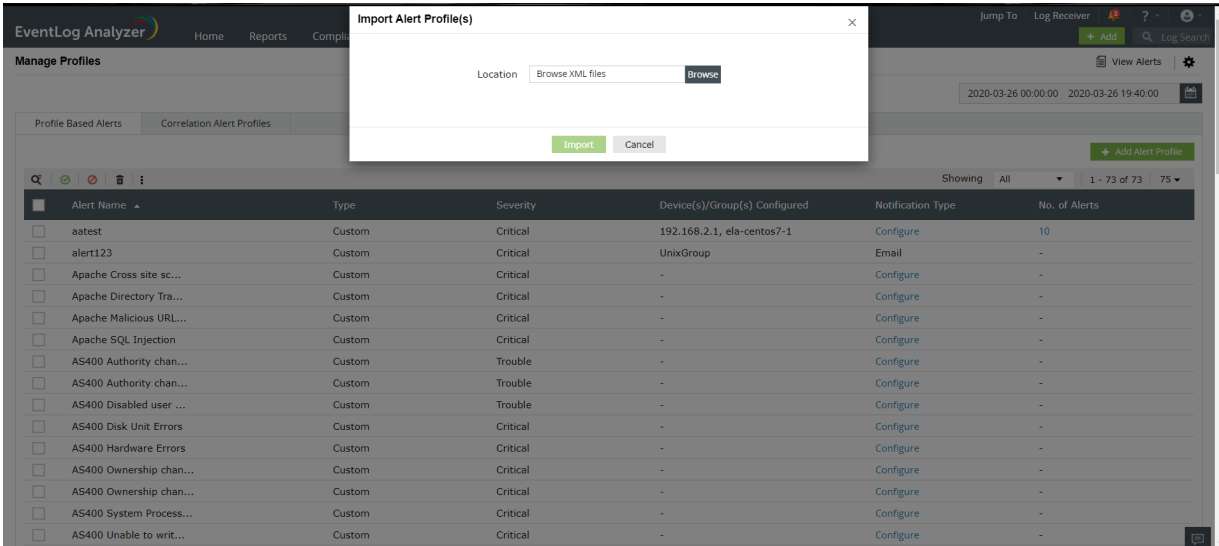 Import Alert Profile(s)
Jump To Log Receiver 2 ?
EventLog Analyzer Home Reports
+ Add Log Search
Manage Profiles
View Alerts
Location Browse XML files Browse
2020-03-26 00:00:00 2020-03-26 19:40:00
Profile Based Alerts Correlation Alert Profiles
Import Cancel
+ Add Alert Profile
Showing All 1 - 73 of 73 75
Alert Name Type Severity Device(s)/Group(s) Configured Notification Type No. of Alerts
aatest Custom Critical 192.168.2.1, ela-centos7-1 Configure 10
alert123 Custom Critical UnixGroup Email -
Apache Cross site sc... Custom Critical - Configure -
Apache Directory Tra... Custom Critical - Configure -
Apache Malicious URL... Custom Critical - Configure -
Apache SQL Injection Custom Critical - Configure -
AS400 Authority chan... Custom Trouble - Configure -
AS400 Authority chan... Custom Trouble - Configure -
AS400 Disabled user ... Custom Trouble - Configure -
AS400 Disk Unit Errors Custom Critical - Configure -
AS400 Hardware Errors Custom Critical - Configure -
AS400 Ownership chan... Custom Critical - Configure -
AS400 Ownership chan... Custom Critical - Configure -
AS400 System Process... Custom Critical - Configure -
AS400 Unable to writ... Custom Critical - Configure -